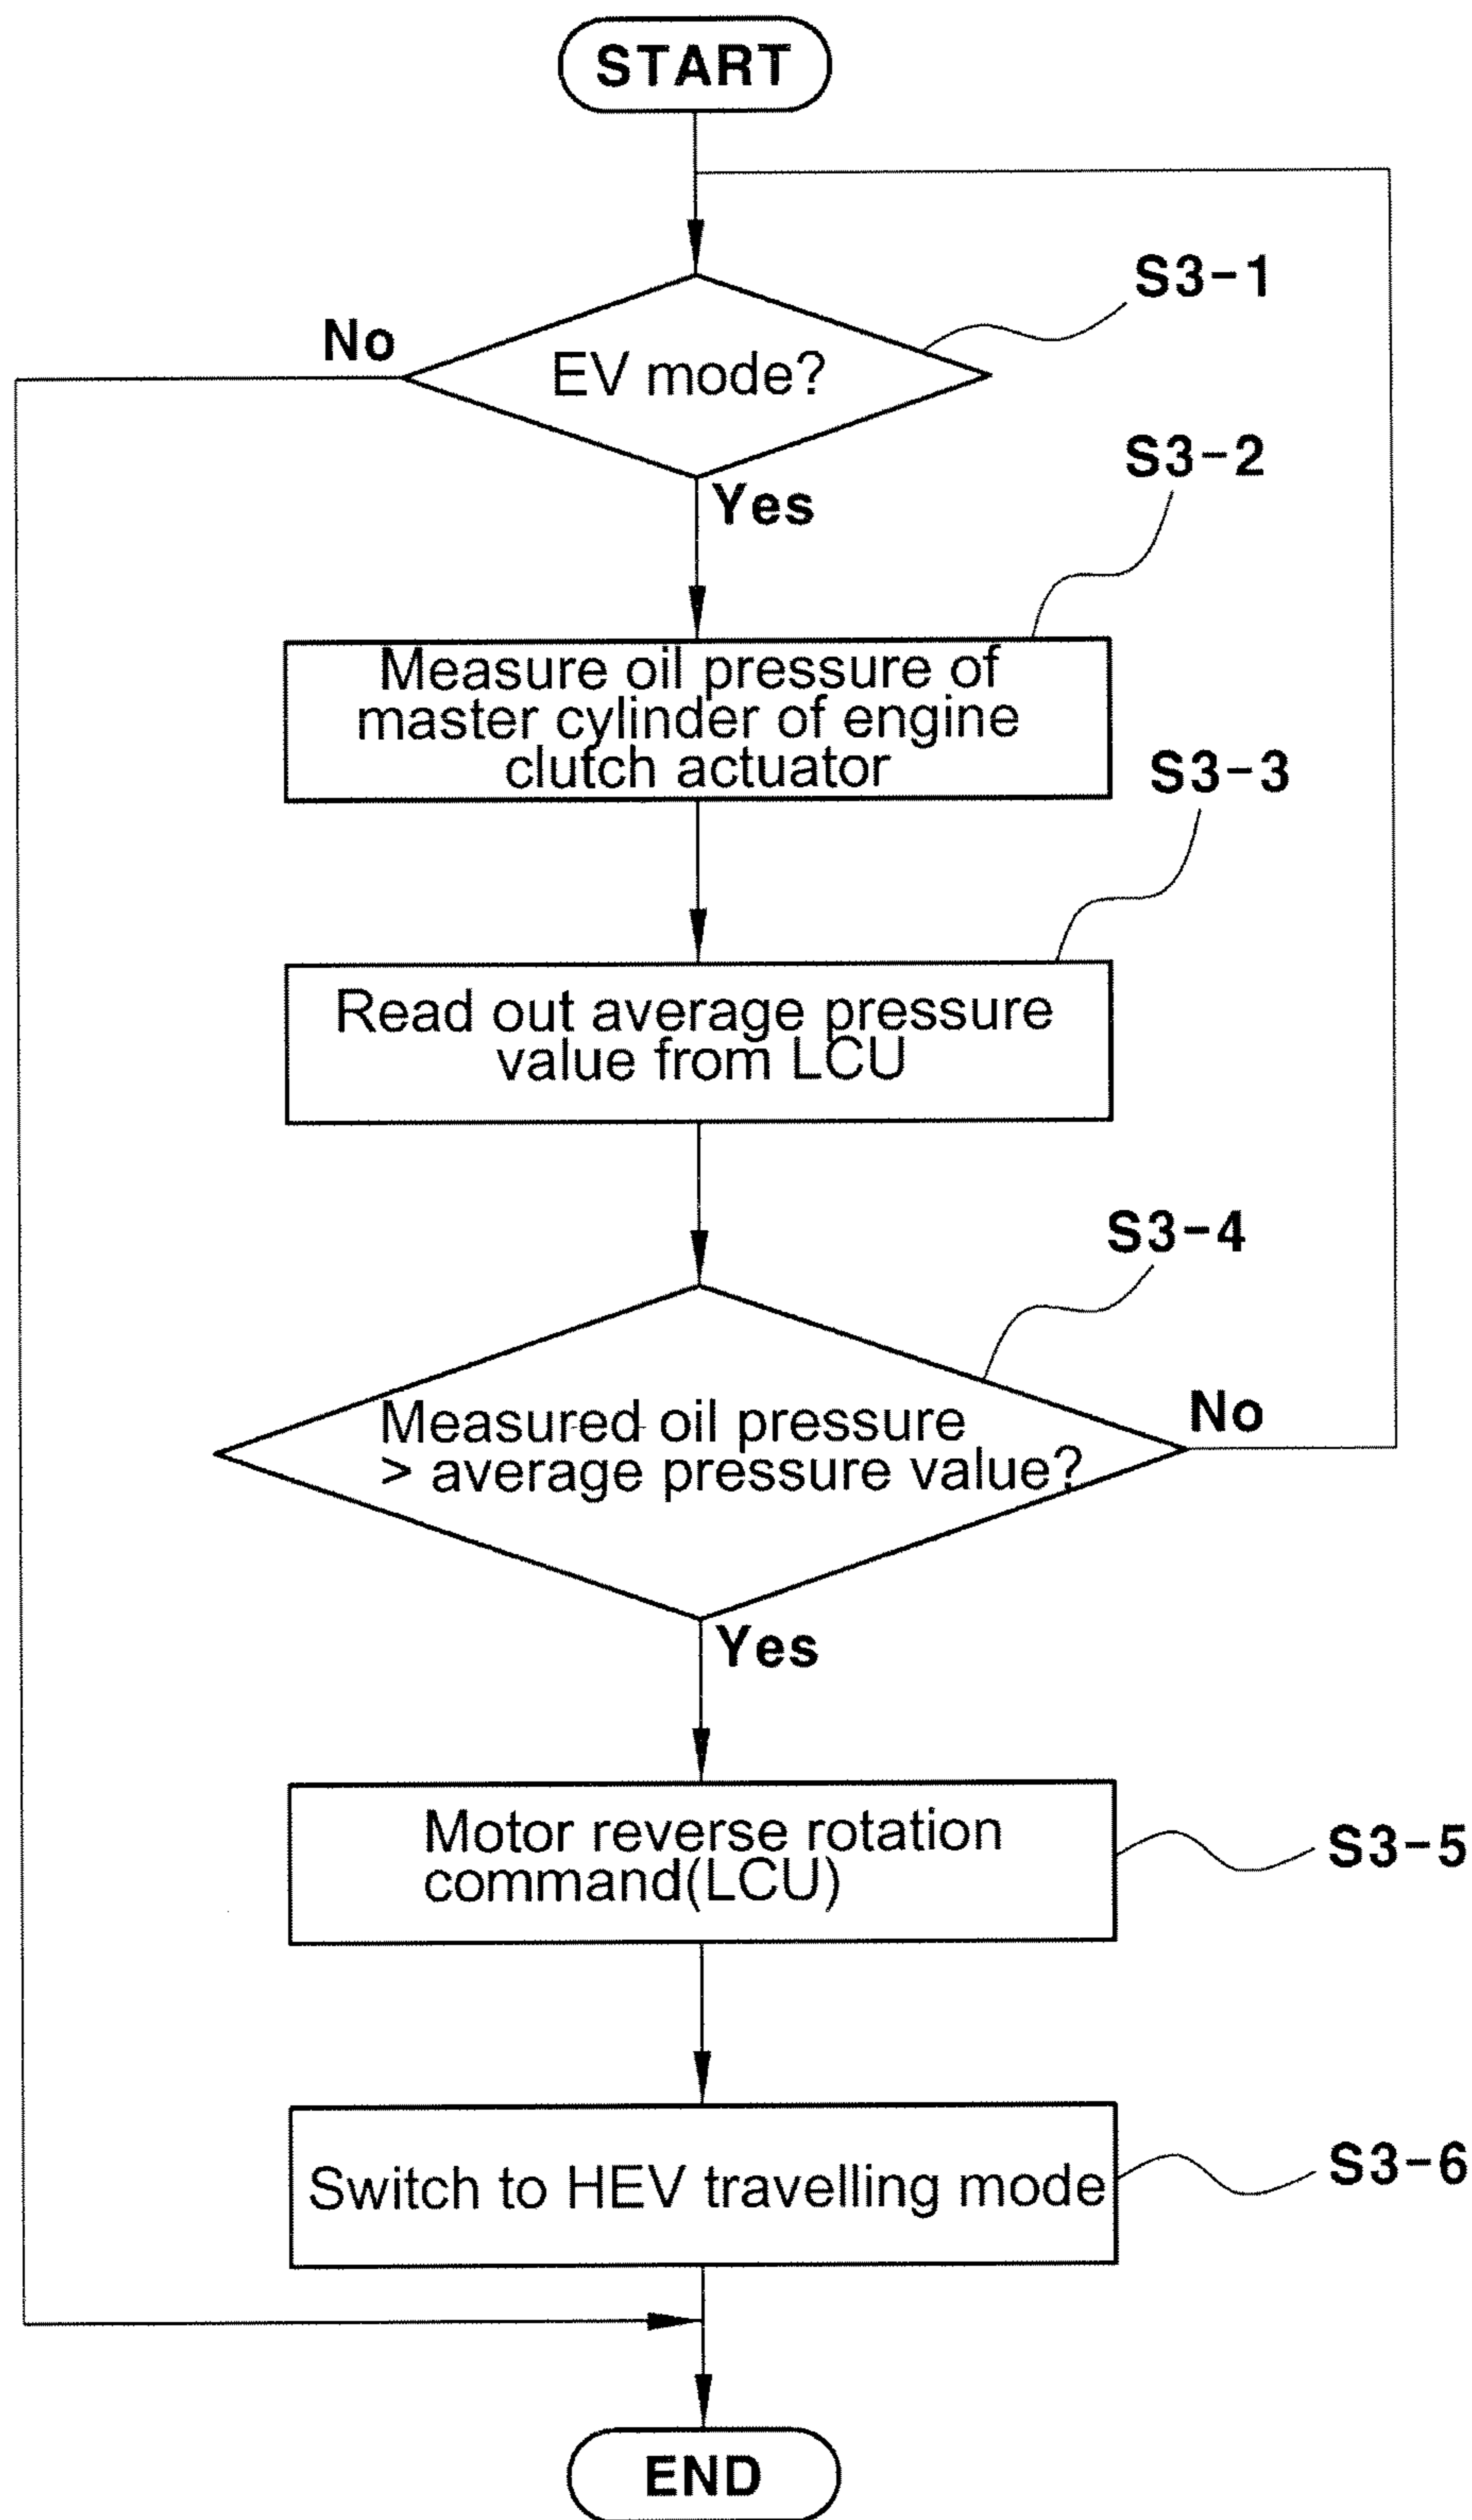 START
S3-1
No
EV mode?
S3-2
Yes
Measure oil pressure of
master cylinder of engine
clutch actuator
S3-3
Read out average pressure
value from LCU
S3-4
No
Measured oil pressure
> average pressure value?
Yes
Motor reverse rotation
command(LCU)
S3-5
Switch to HEV travelling mode
S3-6
END